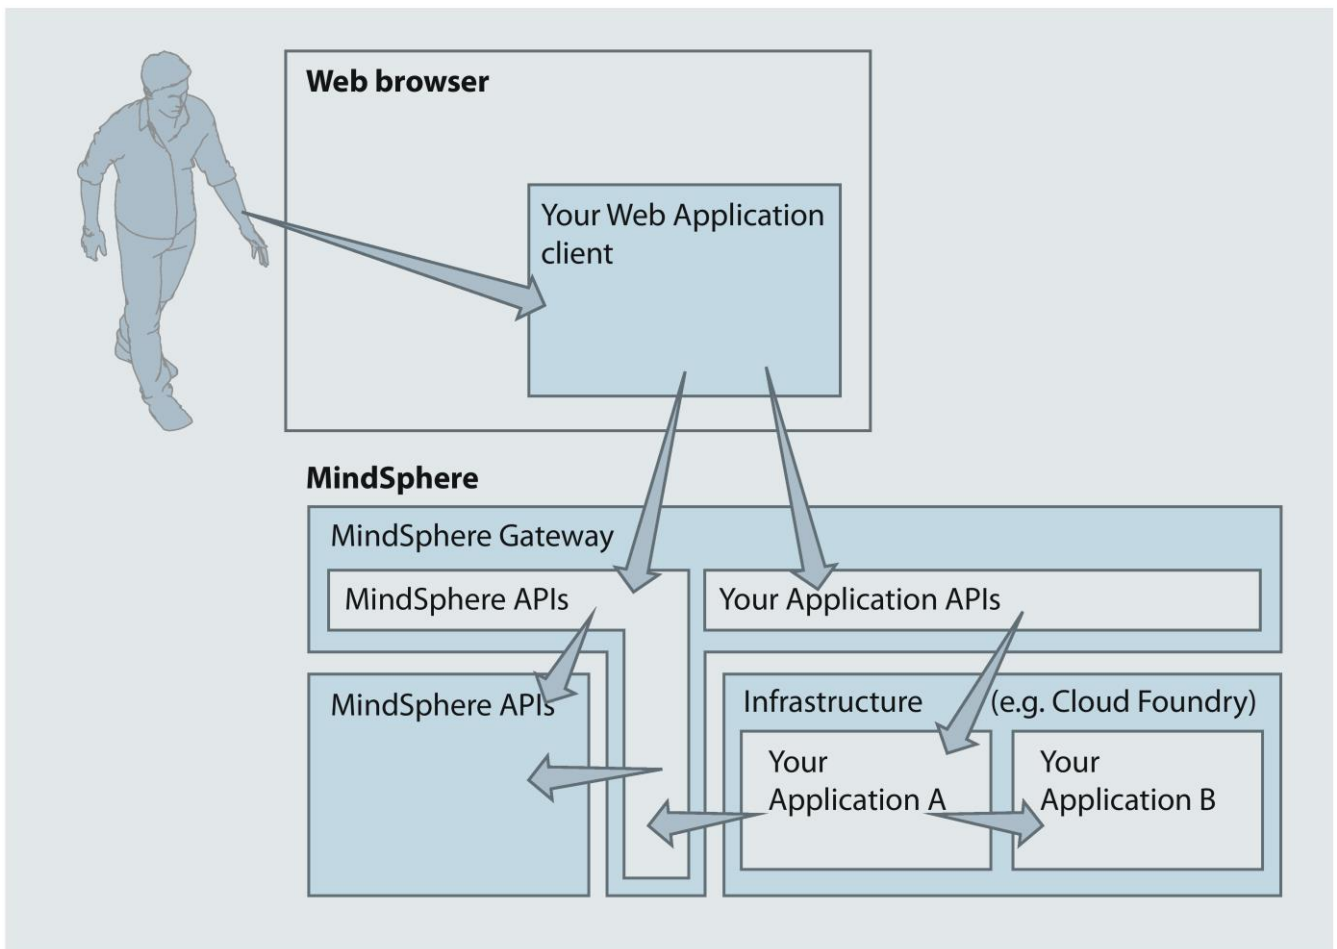 Web browser
Your Web Application
client
MindSphere
MindSphere Gateway
MindSphere APIs
Your Application APIs
MindSphere APIs
Infrastructure (e.g. Cloud Foundry)
Your
Application A
Your
Application B